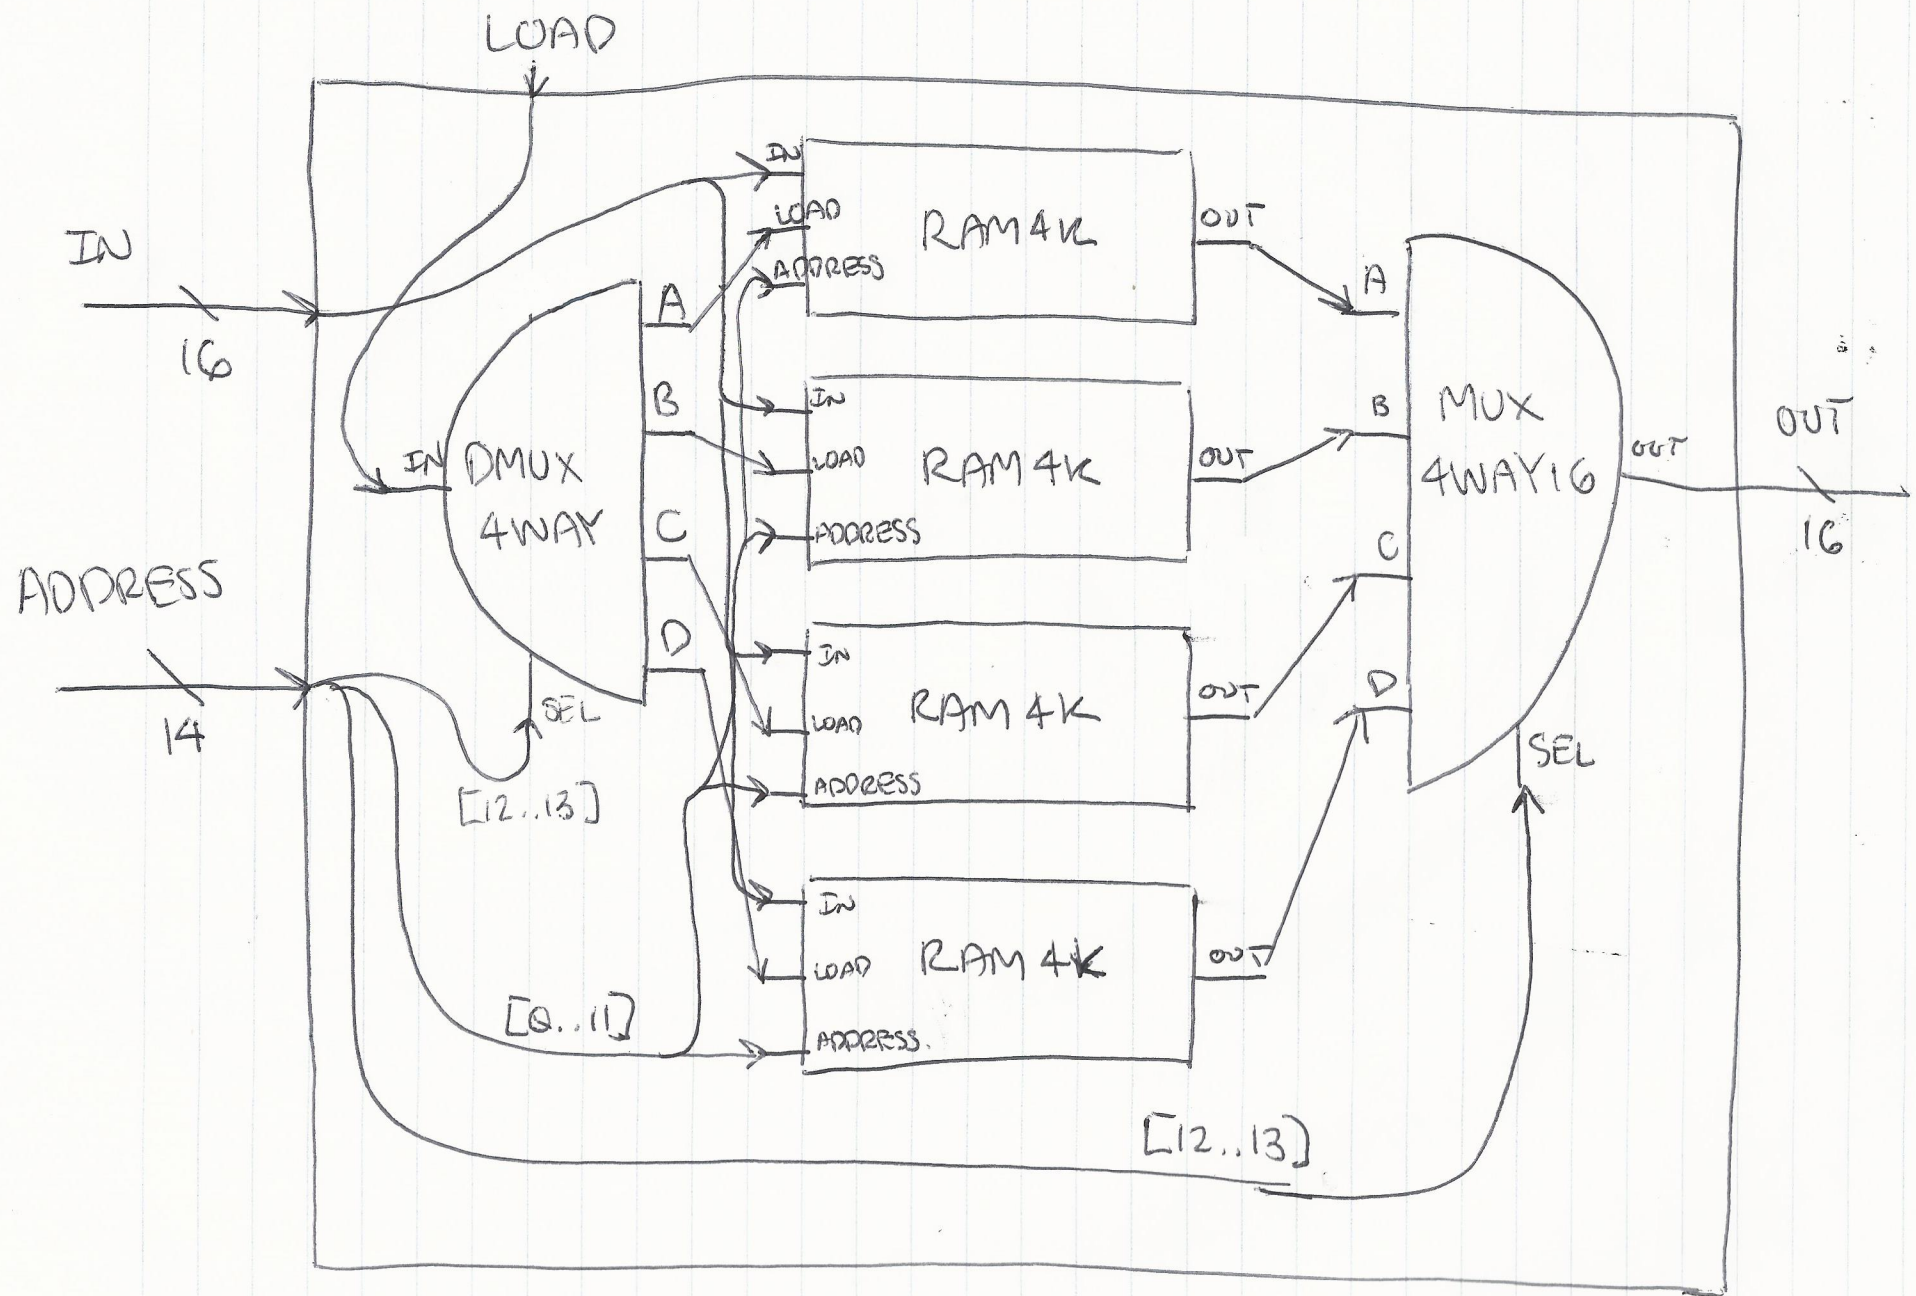 LOAD
IN
16
ADDRESS
14
IN
DMUX
4WAY
A
B
C
D
SEL
[12..13]
[0..11]
IN
LOAD
ADDRESS
RAM4K
OUT
IN
LOAD
ADDRESS
RAM4K
OUT
IN
LOAD
ADDRESS
RAM4K
OUT
IN
LOAD
ADDRESS.
RAM4K
OUT
A
B
C
D
MUX
4WAY16
SEL
[12..13]
OUT
OUT
16